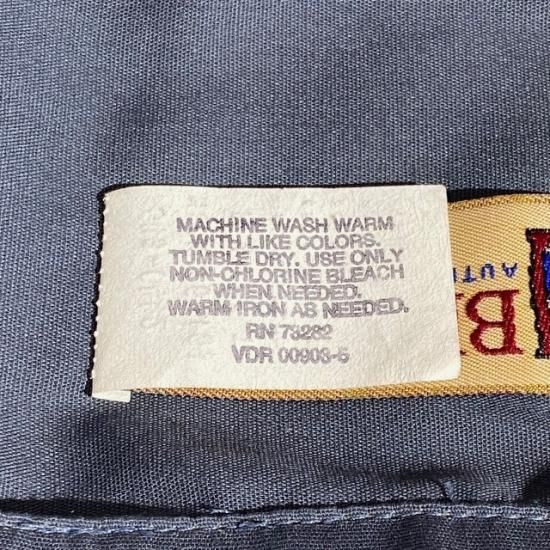 MACHINE WASH WARM
WITH LIKE COLORS.
TUMBLE DRY. USE ONLY
NON-CHLORINE BLEACH
WHEN NEEDED.
WARM IRON AS NEEDED.
RN 73282
VDR 00903-5